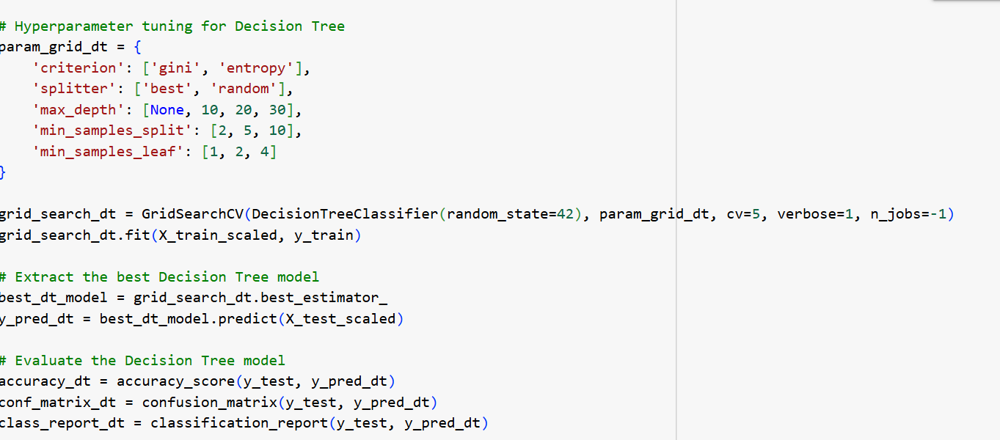 # Hyperparameter tuning for Decision Tree
param_grid_dt = {
    'criterion': ['gini', 'entropy'],
    'splitter': ['best', 'random'],
    'max_depth': [None, 10, 20, 30],
    'min_samples_split': [2, 5, 10],
    'min_samples_leaf': [1, 2, 4]
}
grid_search_dt = GridSearchCV(DecisionTreeClassifier(random_state=42), param_grid_dt, cv=5, verbose=1, n_jobs=-1)
grid_search_dt.fit(X_train_scaled, y_train)
# Extract the best Decision Tree model
best_dt_model = grid_search_dt.best_estimator_
y_pred_dt = best_dt_model.predict(X_test_scaled)
# Evaluate the Decision Tree model
accuracy_dt = accuracy_score(y_test, y_pred_dt)
conf_matrix_dt = confusion_matrix(y_test, y_pred_dt)
class_report_dt = classification_report(y_test, y_pred_dt)